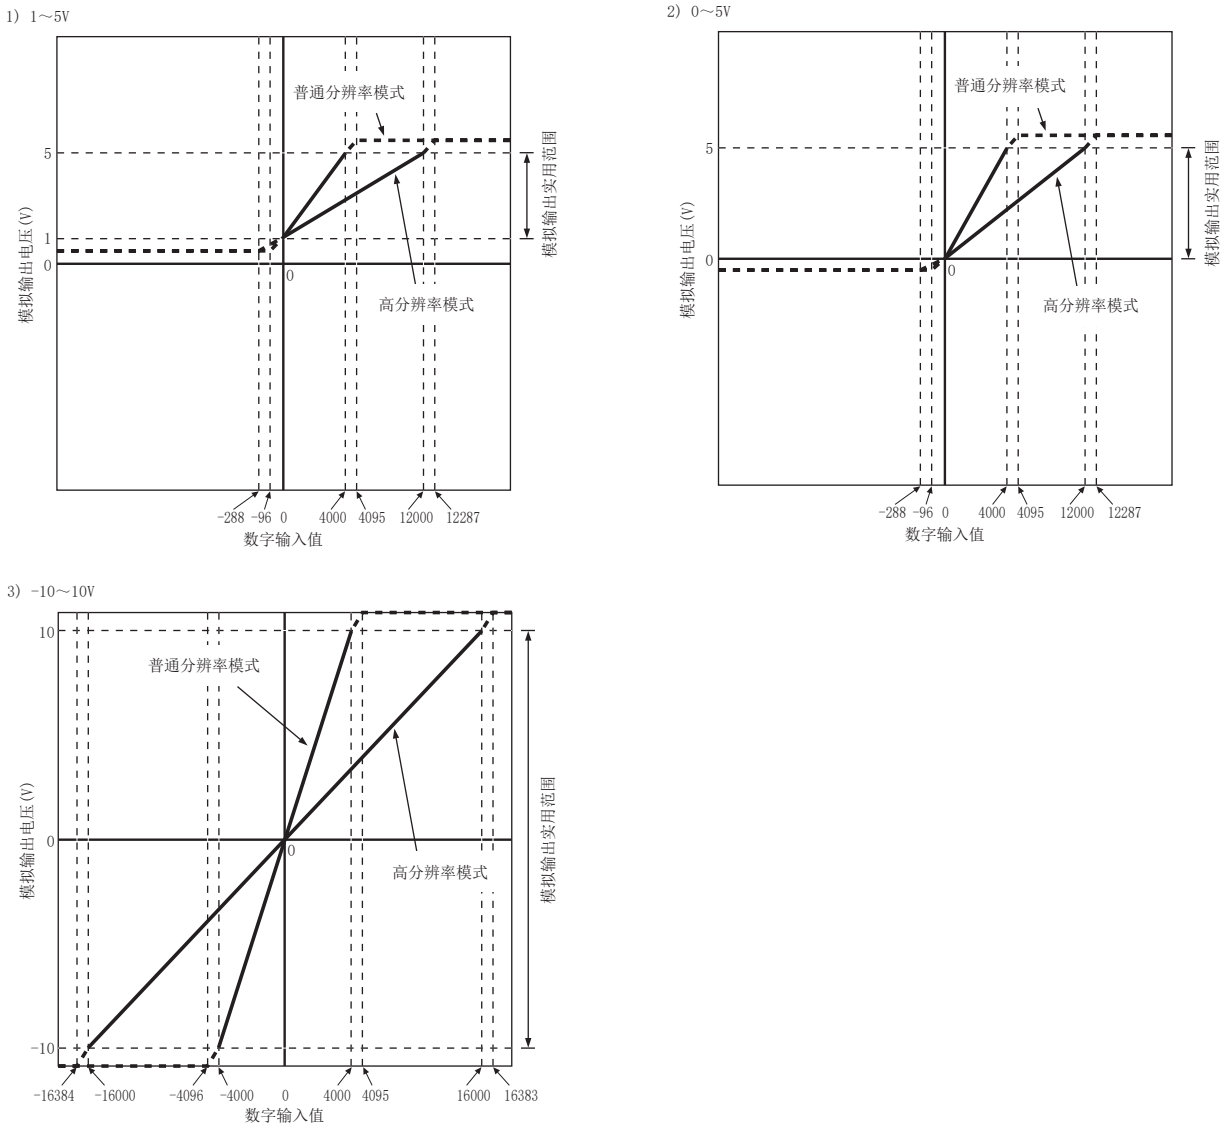 1) 1～5V
普通分辨率模式
5
1
0
0
模拟输出电压(V)
模拟输出实用范围
高分辨率模式
-288 -96 0 4000 4095 12000 12287
数字输入值
2) 0～5V
普通分辨率模式
5
0
0
模拟输出电压(V)
模拟输出实用范围
高分辨率模式
-288 -96 0 4000 4095 12000 12287
数字输入值
3) -10～10V
10
普通分辨率模式
0
0
模拟输出电压(V)
模拟输出实用范围
高分辨率模式
-10
-16384 -16000 -4096 -4000 0 4000 4095 16000 16383
数字输入值